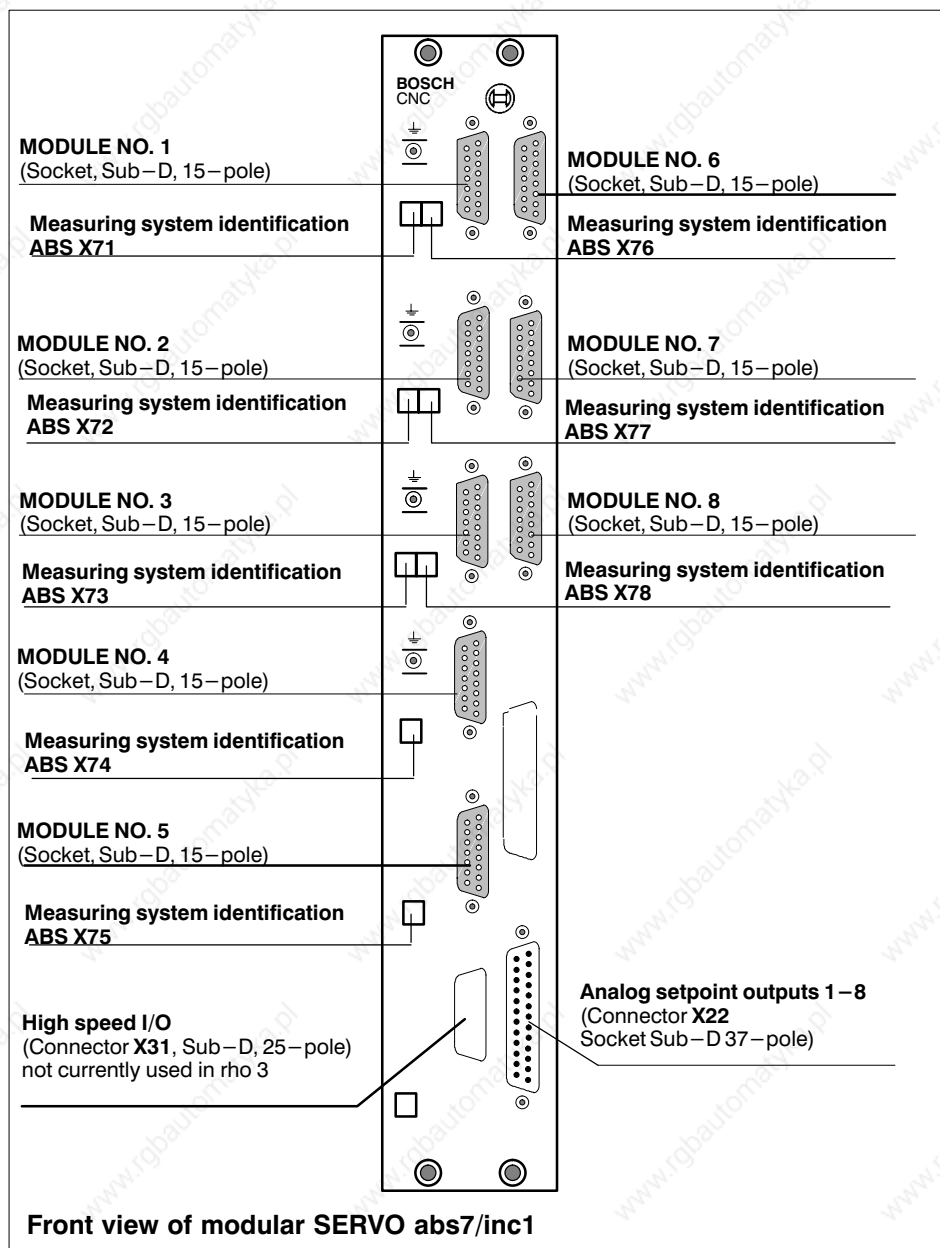 BOSCH
CNC
MODULE NO. 1
(Socket, Sub−D, 15−pole)
Measuring system identification
ABS X71
MODULE NO. 6
(Socket, Sub−D, 15−pole)
Measuring system identification
ABS X76
MODULE NO. 2
(Socket, Sub−D, 15−pole)
Measuring system identification
ABS X72
MODULE NO. 7
(Socket, Sub−D, 15−pole)
Measuring system identification
ABS X77
MODULE NO. 3
(Socket, Sub−D, 15−pole)
Measuring system identification
ABS X73
MODULE NO. 8
(Socket, Sub−D, 15−pole)
Measuring system identification
ABS X78
MODULE NO. 4
(Socket, Sub−D, 15−pole)
Measuring system identification
ABS X74
MODULE NO. 5
(Socket, Sub−D, 15−pole)
Measuring system identification
ABS X75
High speed I/O
(Connector X31, Sub−D, 25−pole)
not currently used in rho 3
Analog setpoint outputs 1−8
(Connector X22
Socket Sub−D 37−pole)
Front view of modular SERVO abs7/inc1
www.rgbautomatyka.pl